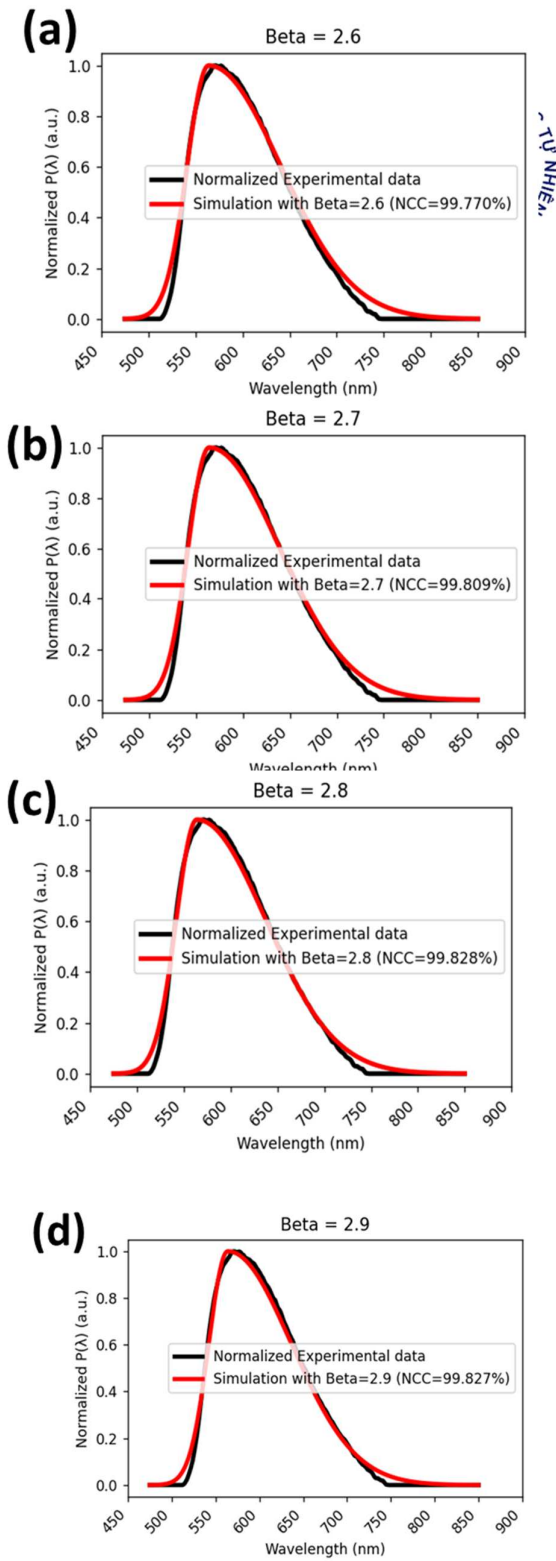 (a)
Beta = 2.6
Normalized P(λ) (a.u.)
1.0
0.8
0.6
0.4
0.2
0.0
Normalized Experimental data
Simulation with Beta=2.6 (NCC=99.770%)
450 500 550 600 650 700 750 800 850 900
Wavelength (nm)
TỰ NHIÊN
(b)
Beta = 2.7
Normalized P(λ) (a.u.)
1.0
0.8
0.6
0.4
0.2
0.0
Normalized Experimental data
Simulation with Beta=2.7 (NCC=99.809%)
450 500 550 600 650 700 750 800 850 900
Wavelength (nm)
(c)
Beta = 2.8
Normalized P(λ) (a.u.)
1.0
0.8
0.6
0.4
0.2
0.0
Normalized Experimental data
Simulation with Beta=2.8 (NCC=99.828%)
450 500 550 600 650 700 750 800 850 900
Wavelength (nm)
(d)
Beta = 2.9
Normalized P(λ) (a.u.)
1.0
0.8
0.6
0.4
0.2
0.0
Normalized Experimental data
Simulation with Beta=2.9 (NCC=99.827%)
450 500 550 600 650 700 750 800 850 900
Wavelength (nm)